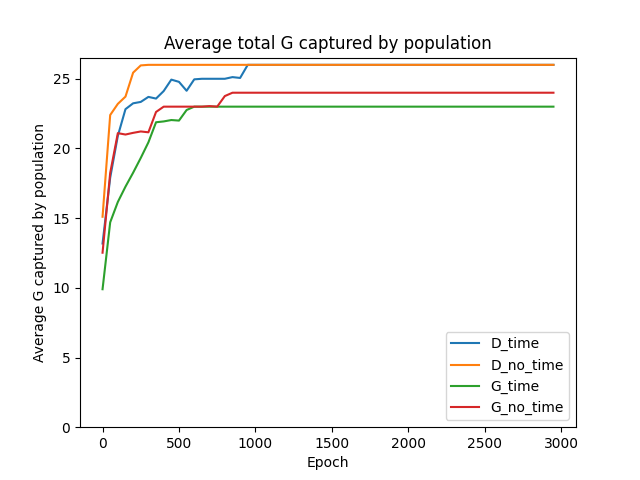 Average total G captured by population
Average G captured by population
25
20
15
10
5
0
0 500 1000 1500 2000 2500 3000
Epoch
D_time
D_no_time
G_time
G_no_time